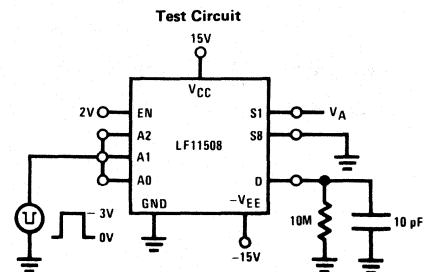 Test Circuit
15V
VCC
2V EN
S1 VA
A2
LF11508
S8
A1
A0
D
GND
-VEE
3V
0V
10M
10 pF
-15V